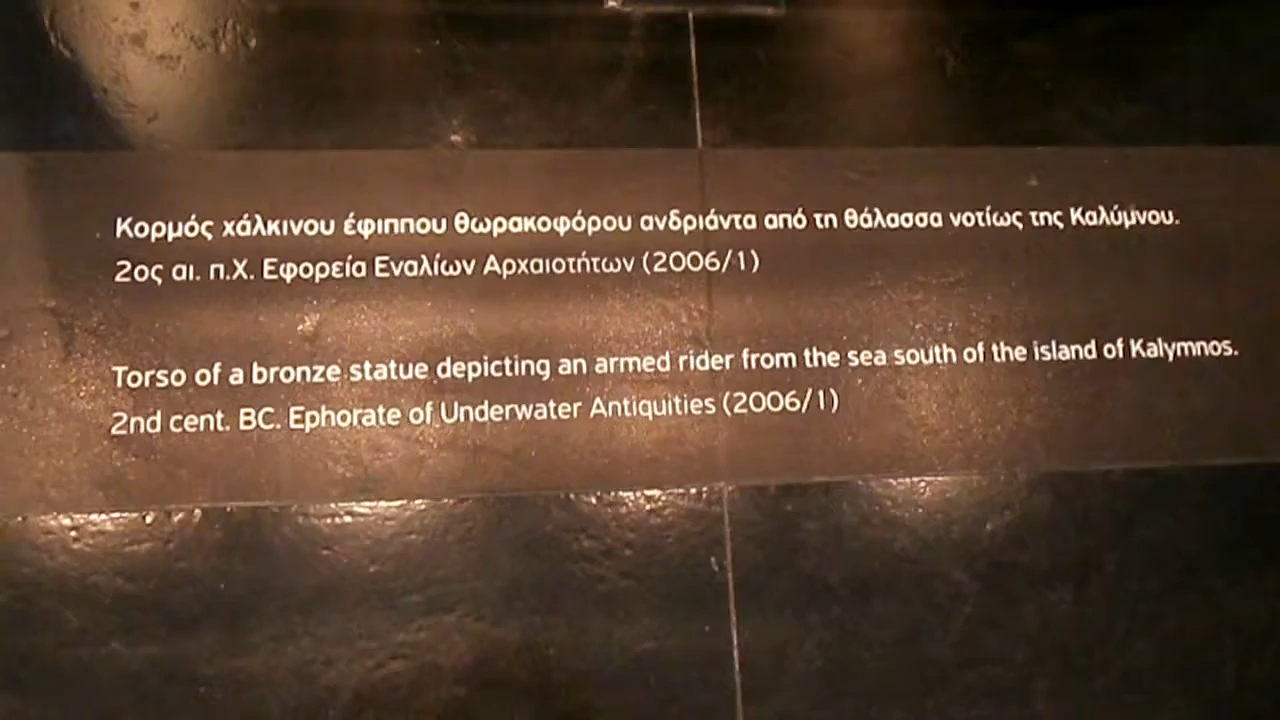 Κορμός χάλκινου έφιππου θωρακοφόρου ανδριάντα από τη θάλασσα νοτίως της Καλύμνου.
2ος αι. π.Χ. Εφορεία Εναλίων Αρχαιοτήτων (2006/1)
Torso of a bronze statue depicting an armed rider from the sea south of the island of Kalymnos.
2nd cent. BC. Ephorate of Underwater Antiquities (2006/1)